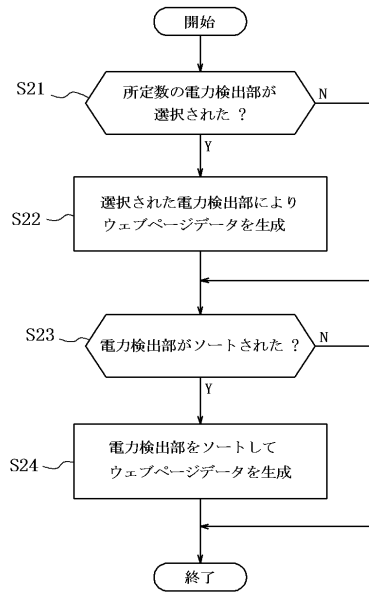 開始
S21
所定数の電力検出部が
選択された ?
N
Y
S22
選択された電力検出部により
ウェブページデータを生成
S23
電力検出部がソートされた ?
N
Y
S24
電力検出部をソートして
ウェブページデータを生成
終了